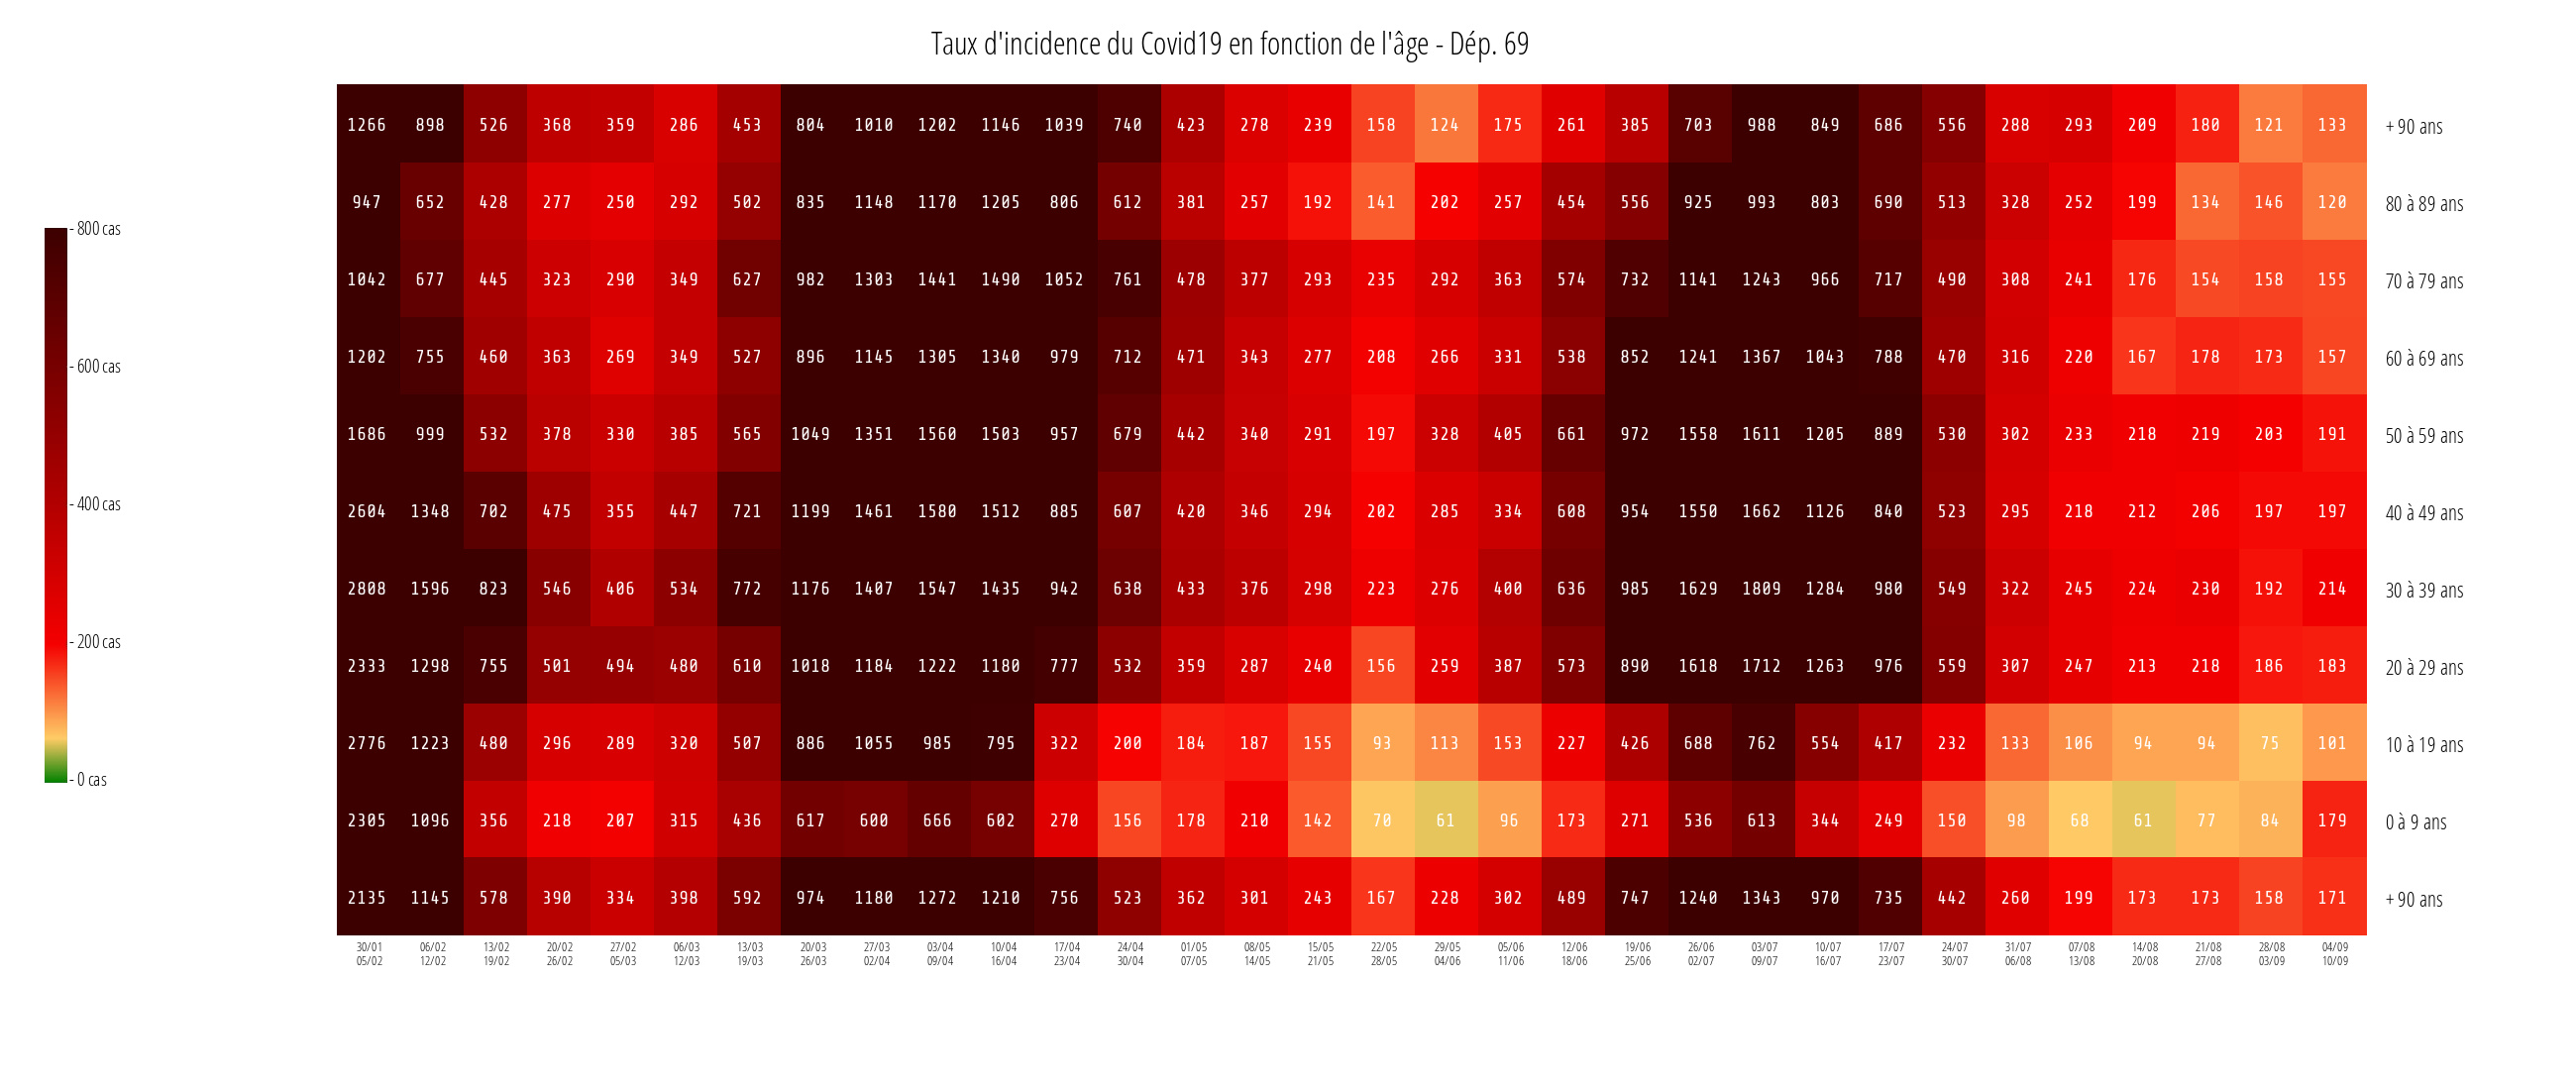 Taux d'incidence du Covid19 en fonction de l'âge - Dép. 69
1266 898 526 368 359 286 453 804 1010 1202 1146 1039 740 423 278 239 158 124 175 261 385 703 988 849 686 556 288 293 209 180 121 133 + 90 ans
947 652 428 277 250 292 502 835 1148 1170 1205 806 612 381 257 192 141 202 257 454 556 925 993 803 690 513 328 252 199 134 146 120 80 à 89 ans
- 800 cas
1042 677 445 323 290 349 627 982 1303 1441 1490 1052 761 478 377 293 235 292 363 574 732 1141 1243 966 717 490 308 241 176 154 158 155 70 à 79 ans
1202 755 460 363 269 349 527 896 1145 1305 1340 979 712 471 343 277 208 266 331 538 852 1241 1367 1043 788 470 316 220 167 178 173 157 60 à 69 ans
- 600 cas
1686 999 532 378 330 385 565 1049 1351 1560 1503 957 679 442 340 291 197 328 405 661 972 1558 1611 1205 889 530 302 233 218 219 203 191 50 à 59 ans
- 400 cas
2604 1348 702 475 355 447 721 1199 1461 1580 1512 885 607 420 346 294 202 285 334 608 954 1550 1662 1126 840 523 295 218 212 206 197 197 40 à 49 ans
2808 1596 823 546 406 534 772 1176 1407 1547 1435 942 638 433 376 298 223 276 400 636 985 1629 1809 1284 980 549 322 245 224 230 192 214 30 à 39 ans
- 200 cas
2333 1298 755 501 494 480 610 1018 1184 1222 1180 777 532 359 287 240 156 259 387 573 890 1618 1712 1263 976 559 307 247 213 218 186 183 20 à 29 ans
2776 1223 480 296 289 320 507 886 1055 985 795 322 200 184 187 155 93 113 153 227 426 688 762 554 417 232 133 106 94 94 75 101 10 à 19 ans
- 0 cas
2305 1096 356 218 207 315 436 617 600 666 602 270 156 178 210 142 70 61 96 173 271 536 613 344 249 150 98 68 61 77 84 179 0 à 9 ans
2135 1145 578 390 334 398 592 974 1180 1272 1210 756 523 362 301 243 167 228 302 489 747 1240 1343 970 735 442 260 199 173 173 158 171 + 90 ans
30/01 06/02 13/02 20/02 27/02 06/03 13/03 20/03 27/03 03/04 10/04 17/04 24/04 01/05 08/05 15/05 22/05 29/05 05/06 12/06 19/06 26/06 03/07 10/07 17/07 24/07 31/07 07/08 14/08 21/08 28/08 04/09
05/02 12/02 19/02 26/02 05/03 12/03 19/03 26/03 02/04 09/04 16/04 23/04 30/04 07/05 14/05 21/05 28/05 04/06 11/06 18/06 25/06 02/07 09/07 16/07 23/07 30/07 06/08 13/08 20/08 27/08 03/09 10/09